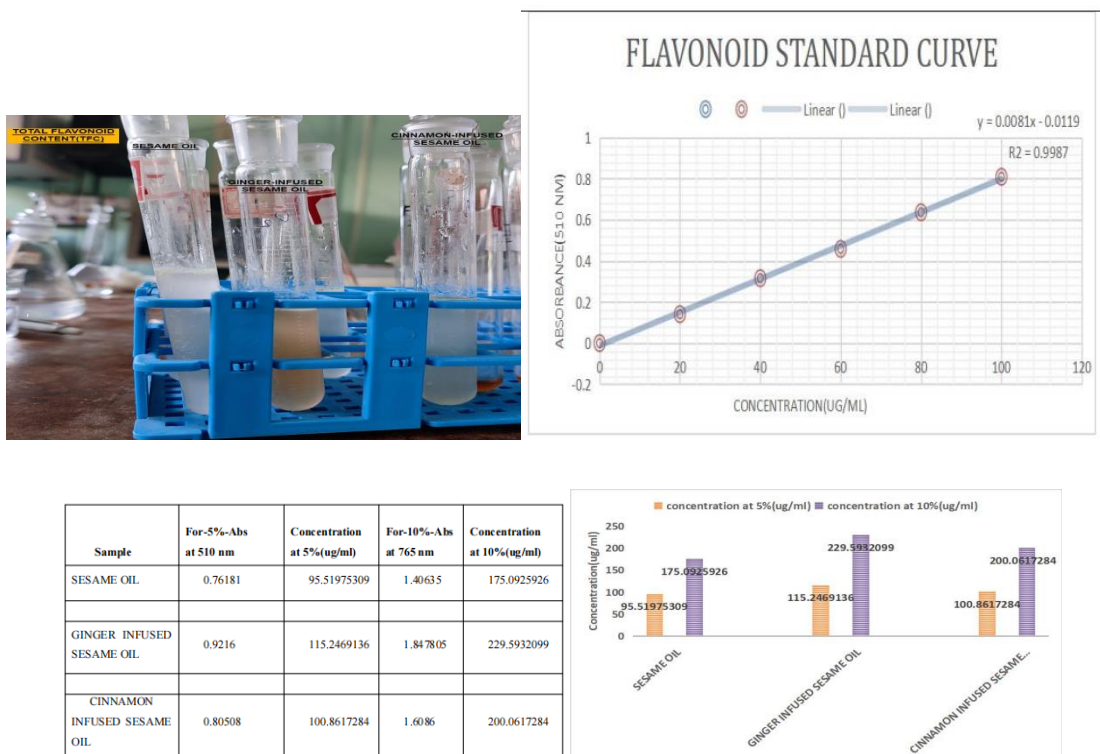 TOTAL FLAVONOID
CONTENT(TFC)
SESAME OIL
GINGER-INFUSED
SESAME OIL
CINNAMON-INFUSED
SESAME OIL
FLAVONOID STANDARD CURVE
Linear () Linear ()
y = 0.0081x - 0.0119
R2 = 0.9987
ABSORBANCE(510 NM)
1
0.8
0.6
0.4
0.2
0
-0.2
0 20 40 60 80 100 120
CONCENTRATION(UG/ML)
Sample For-5%-Abs at 510 nm Concentration at 5%(ug/ml) For-10%-Abs at 765 nm Concentration at 10%(ug/ml)
SESAME OIL 0.76181 95.51975309 1.40635 175.0925926
GINGER INFUSED SESAME OIL 0.9216 115.2469136 1.847805 229.5932099
CINNAMON INFUSED SESAME OIL 0.80508 100.8617284 1.6086 200.0617284
concentration at 5%(ug/ml) concentration at 10%(ug/ml)
Concentration(ug/ml)
250
200
150
100
50
0
95.51975309
175.0925926
115.2469136
229.5932099
100.8617284
200.0617284
SESAME OIL
GINGER INFUSED SESAME OIL
CINNAMON INFUSED SESAME...